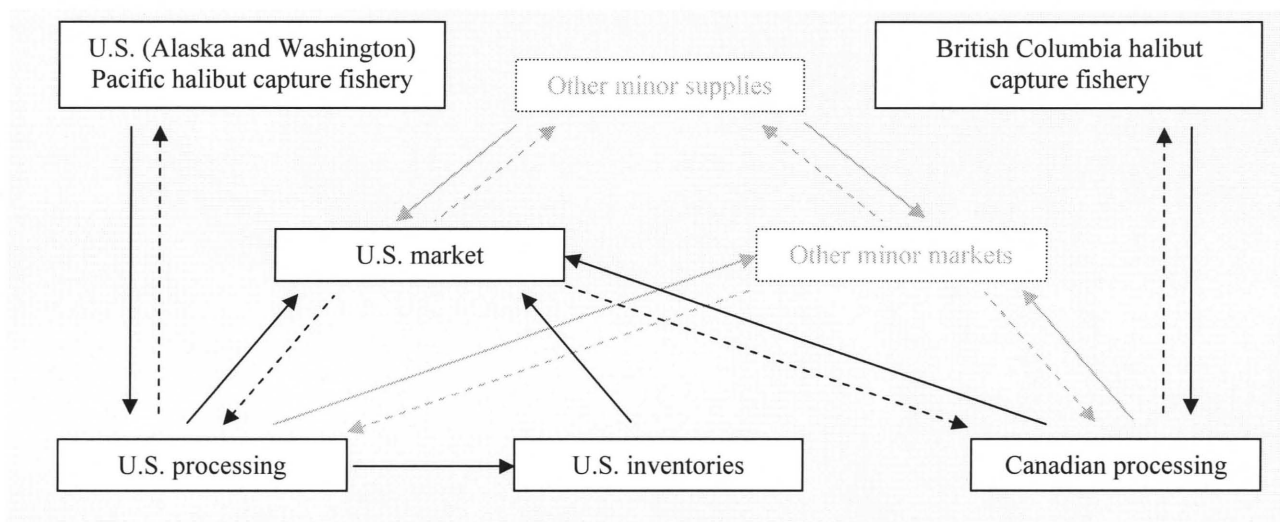 U.S. (Alaska and Washington)
Pacific halibut capture fishery
Other minor supplies
British Columbia halibut
capture fishery
U.S. market
Other minor markets
U.S. processing
U.S. inventories
Canadian processing